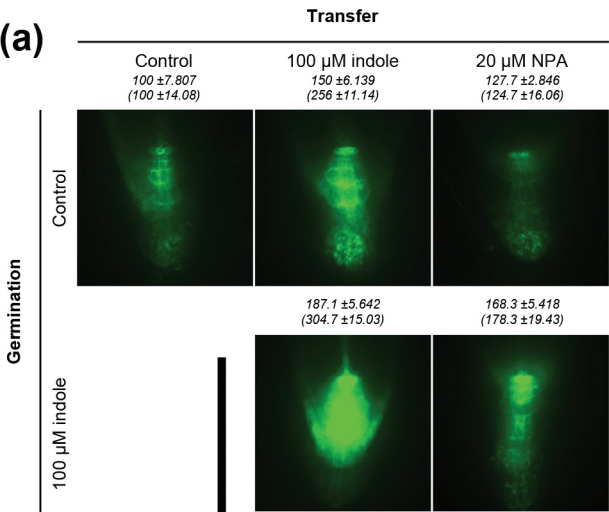 (a)
Transfer
Control
100 ±7.807
(100 ±14.08)
100 µM indole
150 ±6.139
(256 ±11.14)
20 µM NPA
127.7 ±2.846
(124.7 ±16.06)
Germination
Control
187.1 ±5.642
(304.7 ±15.03)
168.3 ±5.418
(178.3 ±19.43)
100 µM indole